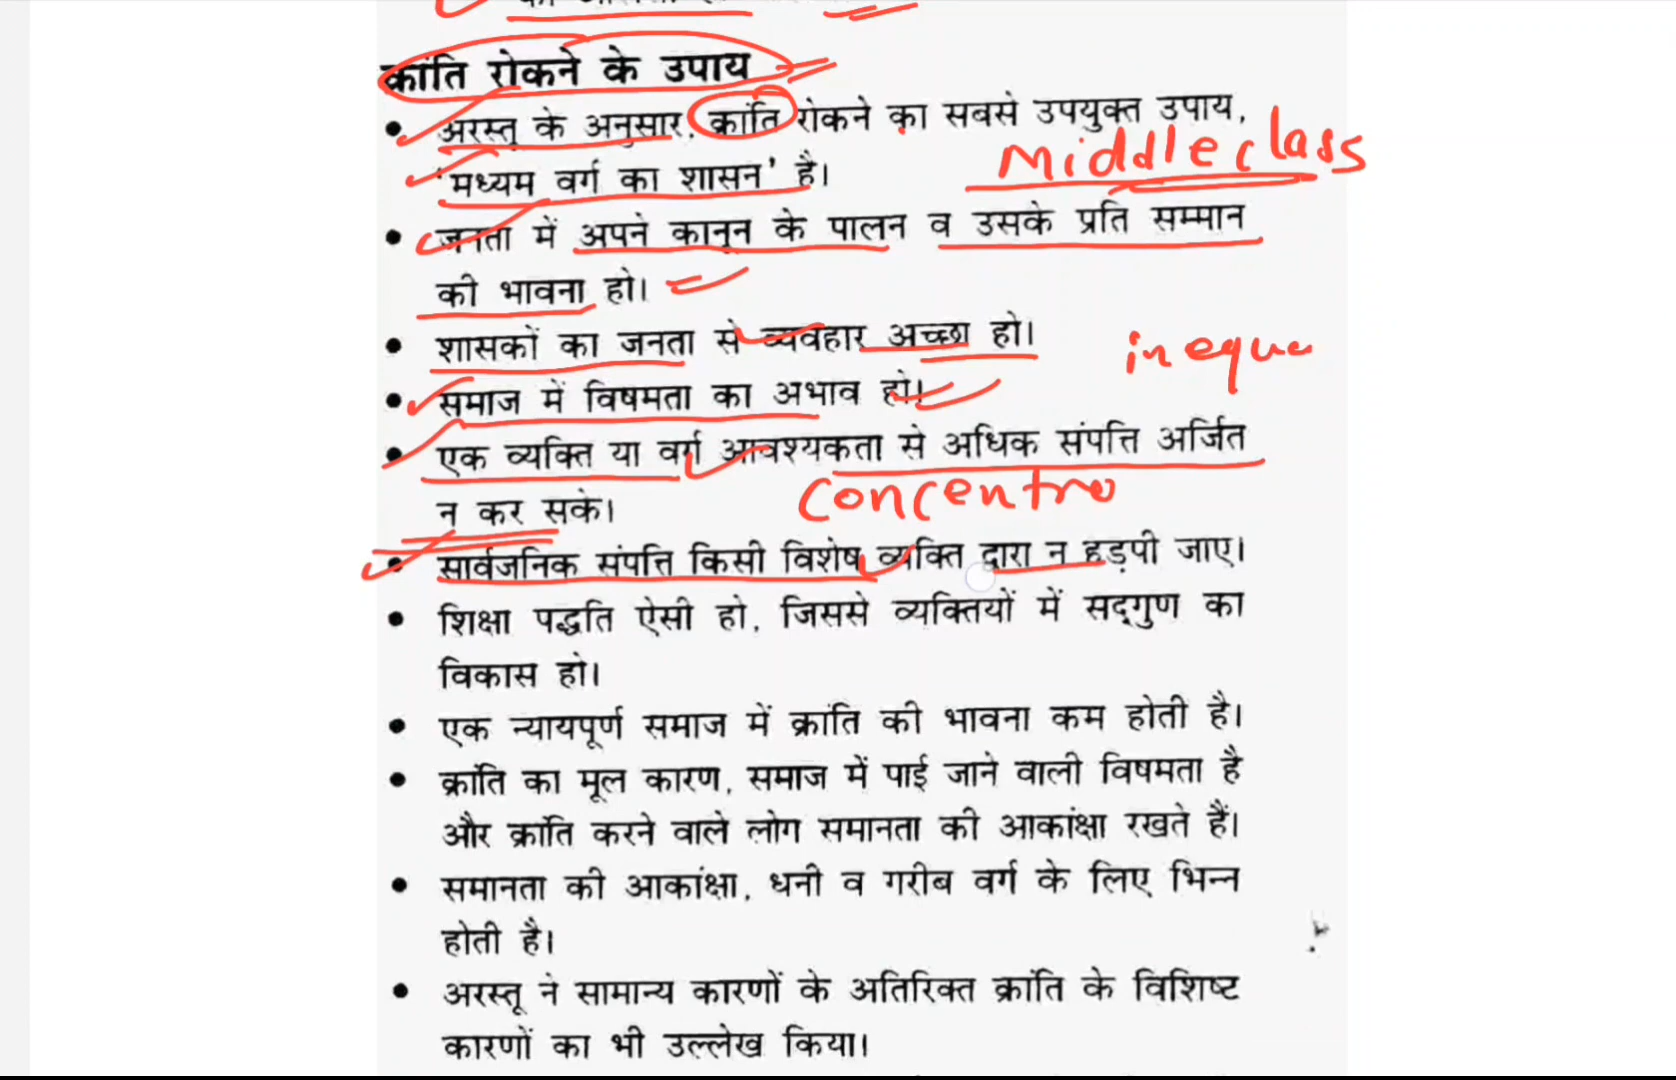 क्रांति रोकने के उपाय
• अरस्तू के अनुसार, क्रांति रोकने का सबसे उपयुक्त उपाय,
'मध्यम वर्ग का शासन' है।
Middle class
• जनता में अपने कानून के पालन व उसके प्रति सम्मान
की भावना हो।
• शासकों का जनता से व्यवहार अच्छा हो।
inequa
• समाज में विषमता का अभाव हो।
• एक व्यक्ति या वर्ग आवश्यकता से अधिक संपत्ति अर्जित
न कर सके।
Concentra
• सार्वजनिक संपत्ति किसी विशेष व्यक्ति द्वारा न हड़पी जाए।
• शिक्षा पद्धति ऐसी हो, जिससे व्यक्तियों में सद्‌गुण का
विकास हो।
• एक न्यायपूर्ण समाज में क्रांति की भावना कम होती है।
• क्रांति का मूल कारण, समाज में पाई जाने वाली विषमता है
और क्रांति करने वाले लोग समानता की आकांक्षा रखते हैं।
• समानता की आकांक्षा, धनी व गरीब वर्ग के लिए भिन्न
होती है।
• अरस्तू ने सामान्य कारणों के अतिरिक्त क्रांति के विशिष्ट
कारणों का भी उल्लेख किया।